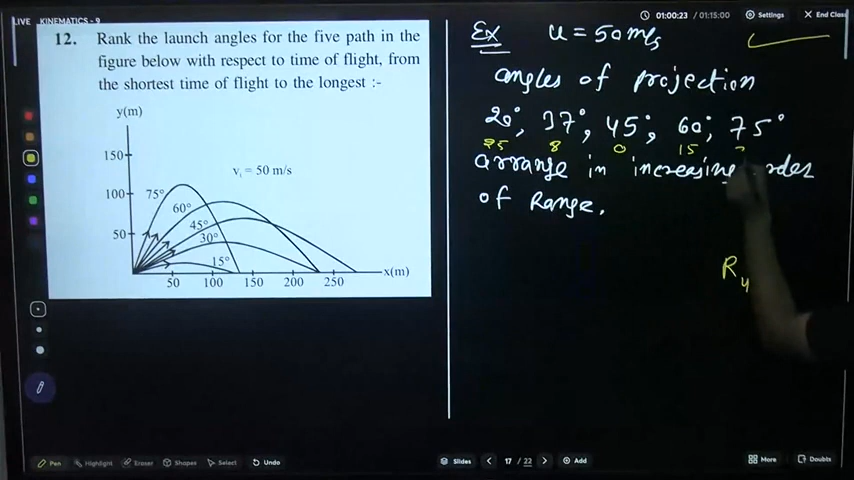 LIVE KINEMATICS - 9
01:00:23 / 01:15:00 Settings End Class
12. Rank the launch angles for the five path in the
figure below with respect to time of flight, from
the shortest time of flight to the longest :-
y(m)
150
100
50
vᵢ = 50 m/s
75°
60°
45°
30°
15°
50 100 150 200 250
x(m)
Ex u = 50 m/s
angles of projection
20°, 37°, 45°, 60°, 75°
25 8 0 15
arrange in increasing
of Range.
R₄
Pen Highlight Eraser Shapes Select Undo
Slides 17 / 22 Add
More Doubts